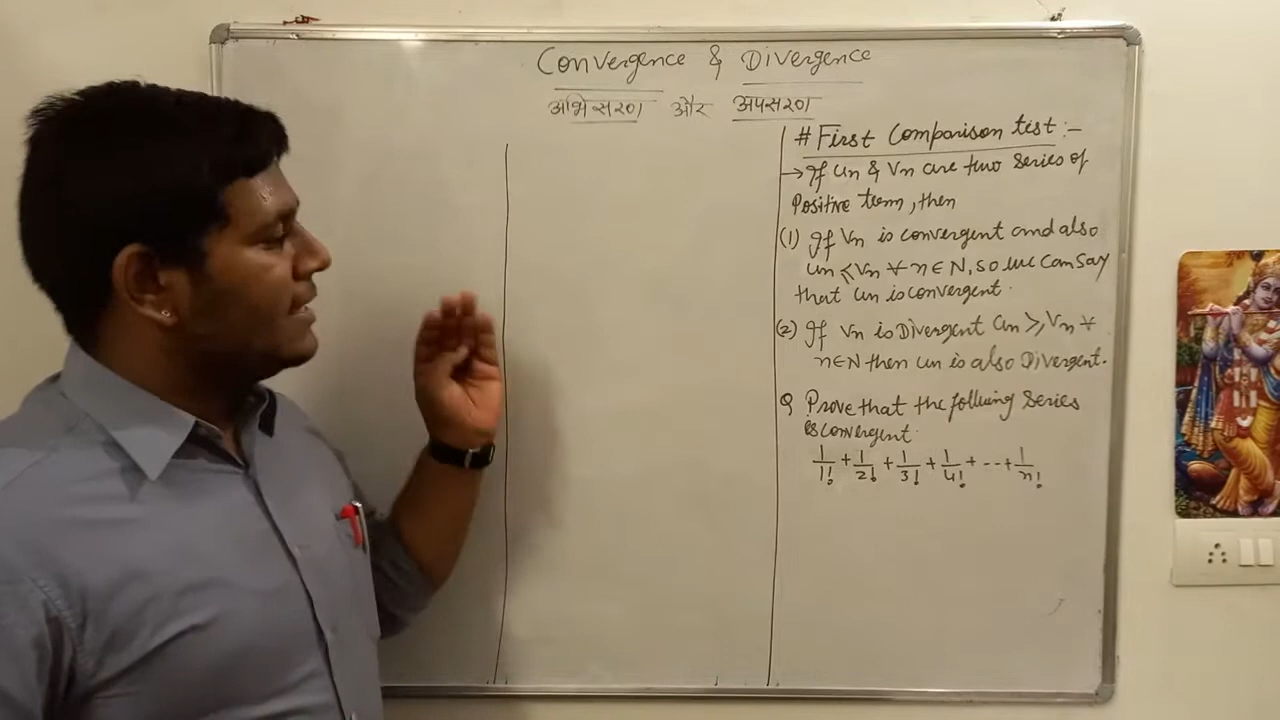 Convergence & Divergence
अभिसरण और अपसरण
# First Comparison test :-
→ If un & Vn are two series of
Positive term, then
(1) If Vn is convergent and also
un ⩽ Vn ∀ n ∈ N, so we can say
that un is convergent.
(2) If Vn is Divergent un ⩾ Vn ∀
n ∈ N then un is also Divergent.
Q Prove that the following series
is convergent.
1/1! + 1/2! + 1/3! + 1/4! + -- + 1/n!